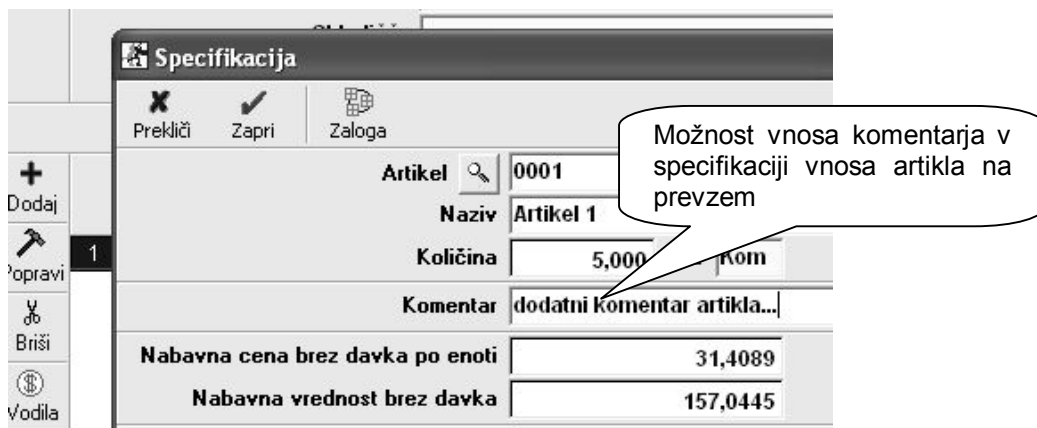 Specifikacija
Prekliči Zapri Zaloga
Možnost vnosa komentarja v
specifikaciji vnosa artikla na
prevzem
Artikel 0001
Naziv Artikel 1
Količina 5,000 Kom
Komentar dodatni komentar artikla...
Nabavna cena brez davka po enoti 31,4089
Nabavna vrednost brez davka 157,0445
Dodaj
1
Popravi
Briši
Vodila